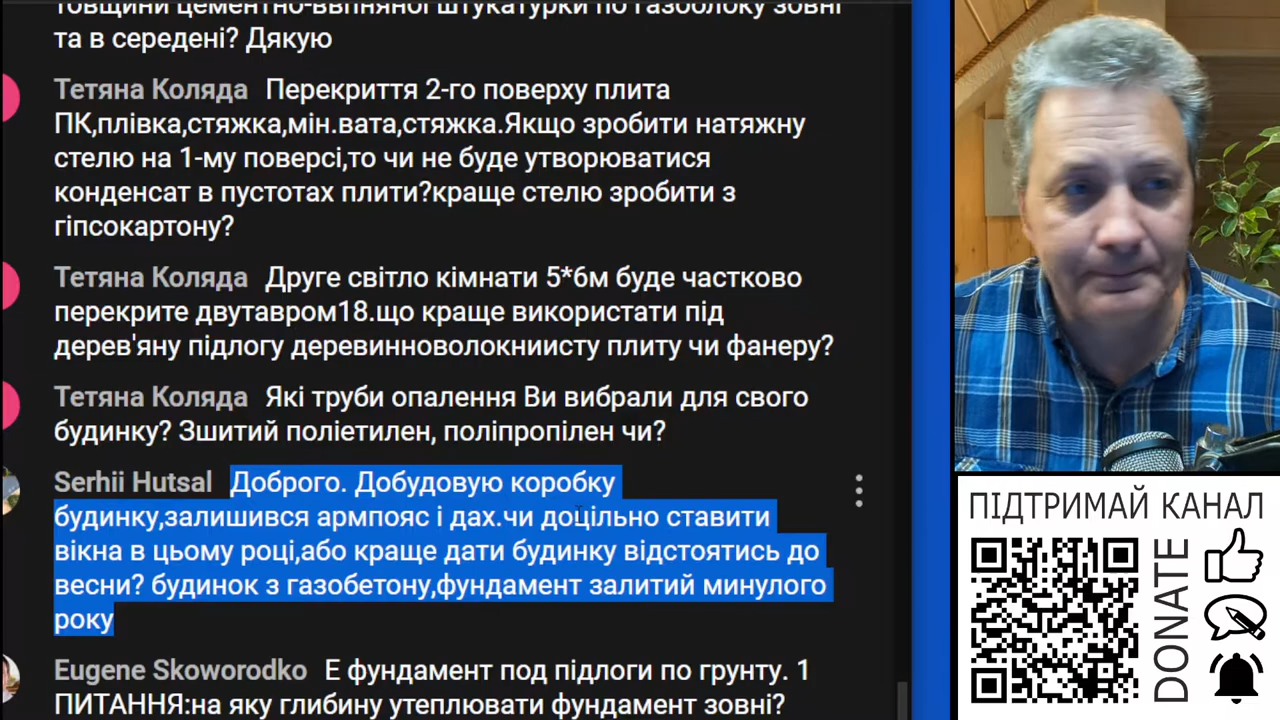 товщини цементно-вапняної штукатурки по газоблоку зовні
та в середені? Дякую
Тетяна Коляда Перекриття 2-го поверху плита
ПК,плівка,стяжка,мін.вата,стяжка.Якщо зробити натяжну
стелю на 1-му поверсі,то чи не буде утворюватися
конденсат в пустотах плити?краще стелю зробити з
гіпсокартону?
Тетяна Коляда Друге світло кімнати 5*6м буде частково
перекрите двутавром18.що краще використати під
дерев'яну підлогу деревинноволокниисту плиту чи фанеру?
Тетяна Коляда Які труби опалення Ви вибрали для свого
будинку? Зшитий поліетилен, поліпропілен чи?
Serhii Hutsal Доброго. Добудовую коробку
будинку,залишився армпояс і дах.чи доцільно ставити
вікна в цьому році,або краще дати будинку відстоятись до
весни? будинок з газобетону,фундамент залитий минулого
року
Eugene Skoworodko Е фундамент под підлоги по грунту. 1
ПИТАННЯ:на яку глибину утеплювати фундамент зовні?
ПІДТРИМАЙ КАНАЛ
DONATE